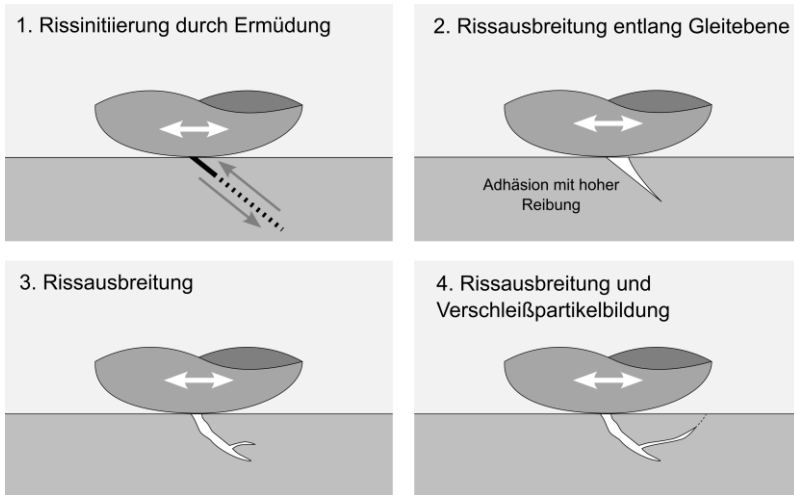 1. Rissinitiierung durch Ermüdung
2. Rissausbreitung entlang Gleitebene
Adhäsion mit hoher
Reibung
3. Rissausbreitung
4. Rissausbreitung und
Verschleißpartikelbildung